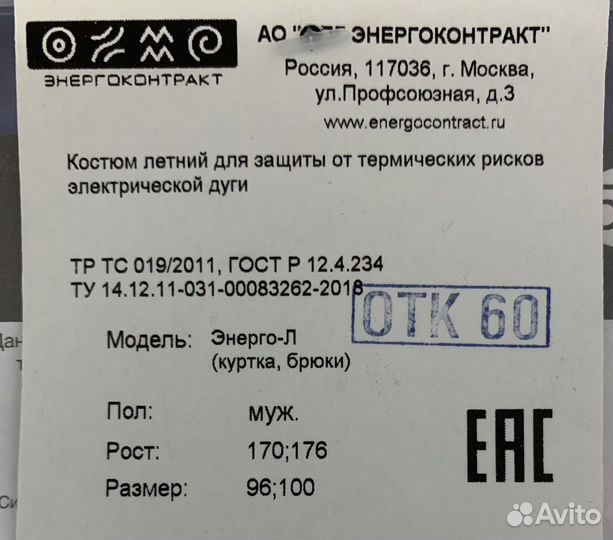 ЭНЕРГОКОНТРАКТ
АО " ЭНЕРГОКОНТРАКТ"
Россия, 117036, г. Москва,
ул.Профсоюзная, д.3
www.energocontract.ru
Костюм летний для защиты от термических рисков
электрической дуги
ТР ТС 019/2011, ГОСТ Р 12.4.234
ТУ 14.12.11-031-00083262-2018
ОТК 60
Модель: Энерго-Л
(куртка, брюки)
Пол: муж.
Рост: 170;176
Размер: 96;100
EAC
Avito